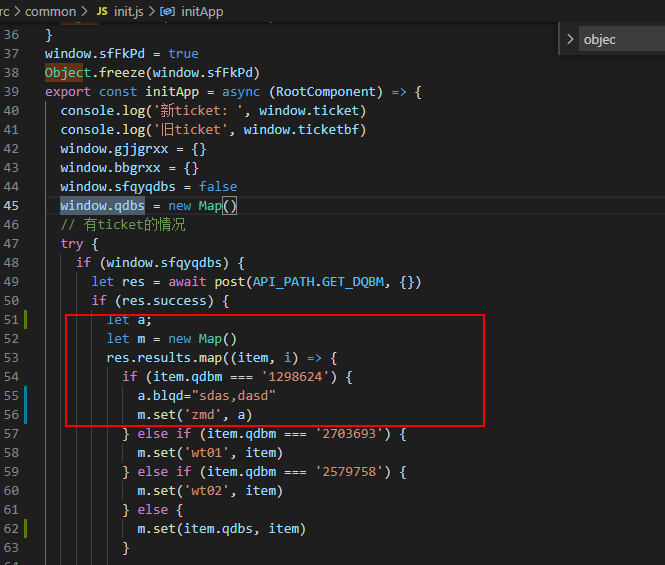 rc > common > JS init.js > initApp
objec
36 }
37 window.sfFkPd = true
38 Object.freeze(window.sfFkPd)
39 export const initApp = async (RootComponent) => {
40 console.log('新ticket: ', window.ticket)
41 console.log('旧ticket', window.ticketbf)
42 window.gjjgrxx = {}
43 window.bbgrxx = {}
44 window.sfqyqdbs = false
45 window.qdbs = new Map()
46 // 有ticket的情况
47 try {
48 if (window.sfqyqdbs) {
49 let res = await post(API_PATH.GET_DQBM, {})
50 if (res.success) {
51 let a;
52 let m = new Map()
53 res.results.map((item, i) => {
54 if (item.qdbm === '1298624') {
55 a.blqd="sdas,dasd"
56 m.set('zmd', a)
57 } else if (item.qdbm === '2703693') {
58 m.set('wt01', item)
59 } else if (item.qdbm === '2579758') {
60 m.set('wt02', item)
61 } else {
62 m.set(item.qdbs, item)
63 }